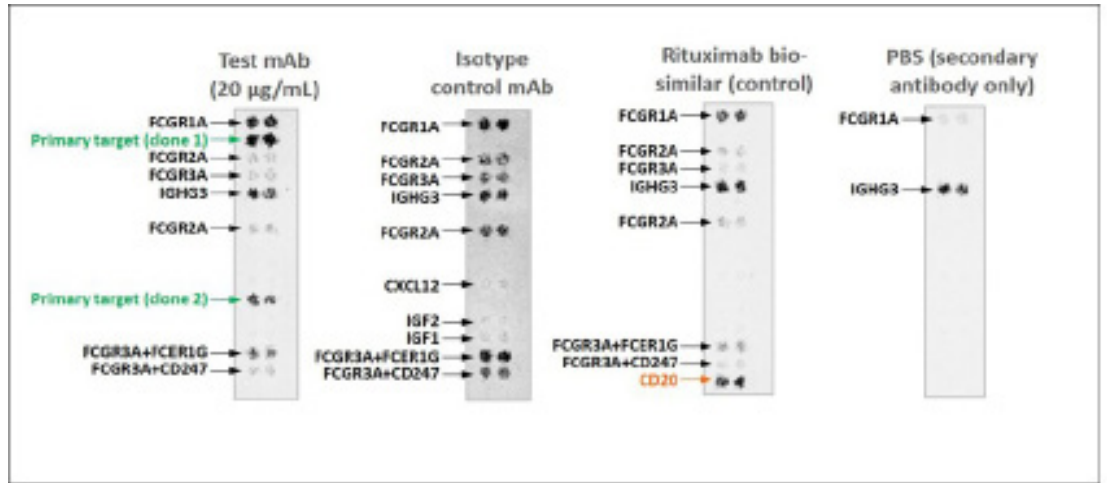 Test mAb
(20 µg/mL)
FCGR1A
Primary target (clone 1)
FCGR2A
FCGR3A
IGHG3
FCGR2A
Primary target (clone 2)
FCGR3A+FCER1G
FCGR3A+CD247
Isotype
control mAb
FCGR1A
FCGR2A
FCGR3A
IGHG3
FCGR2A
CXCL12
IGF2
IGF1
FCGR3A+FCER1G
FCGR3A+CD247
Rituximab bio-
similar (control)
FCGR1A
FCGR2A
FCGR3A
IGHG3
FCGR2A
FCGR3A+FCER1G
FCGR3A+CD247
CD20
PBS (secondary
antibody only)
FCGR1A
IGHG3